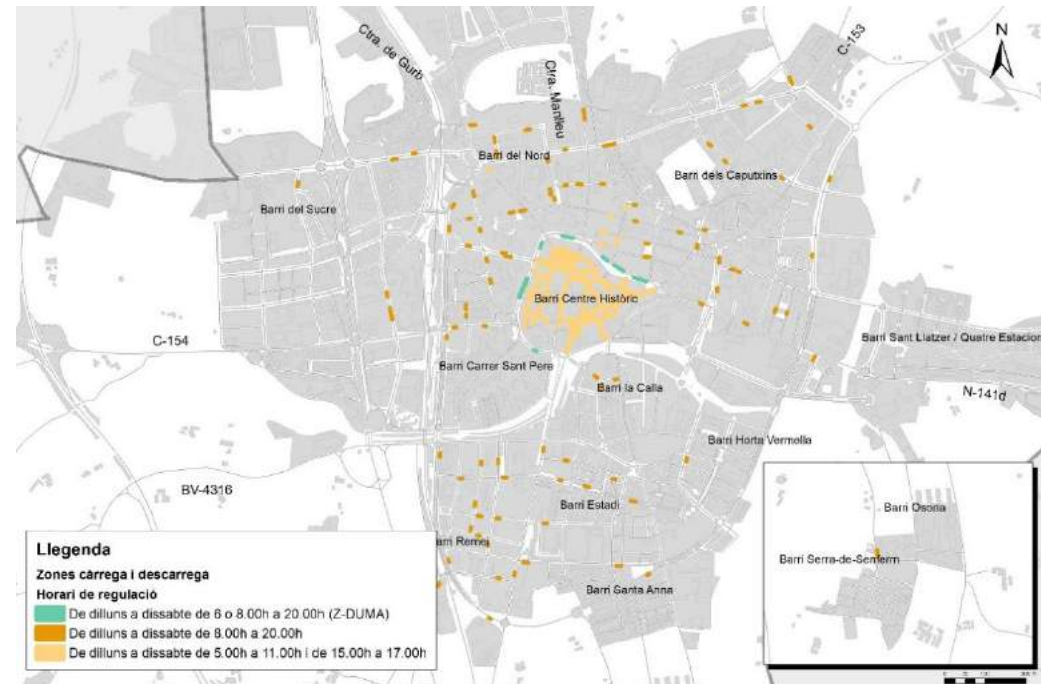 N
C-153
Ctra. de Gurb
Ctra. Manlleu
Barri del Nord
Barri dels Caputxins
Barri del Sucre
Barri Centre Històric
C-154
Barri Sant Llatzer / Quatre Estacion
Barri Carrer Sant Pere
Barri la Calla
N-141d
Barri Horta Vermella
BV-4316
Barri Estadi
Barri Osona
arri Remei
Barri Serra-de-Senferm
Barri Santa Anna
Llegenda
Zones càrrega i descarrega
Horari de regulació
De dilluns a dissabte de 6 o 8.00h a 20.00h (Z-DUMA)
De dilluns a dissabte de 8.00h a 20.00h
De dilluns a dissabte de 5.00h a 11.00h i de 15.00h a 17.00h